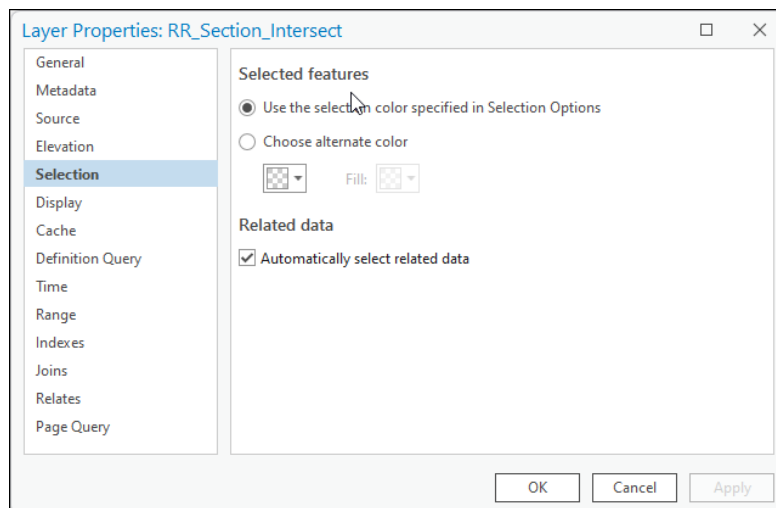 Layer Properties: RR_Section_Intersect
General
Metadata
Source
Elevation
Selection
Display
Cache
Definition Query
Time
Range
Indexes
Joins
Relates
Page Query
Selected features
Use the selection color specified in Selection Options
Choose alternate color
Fill:
Related data
Automatically select related data
OK
Cancel
Apply